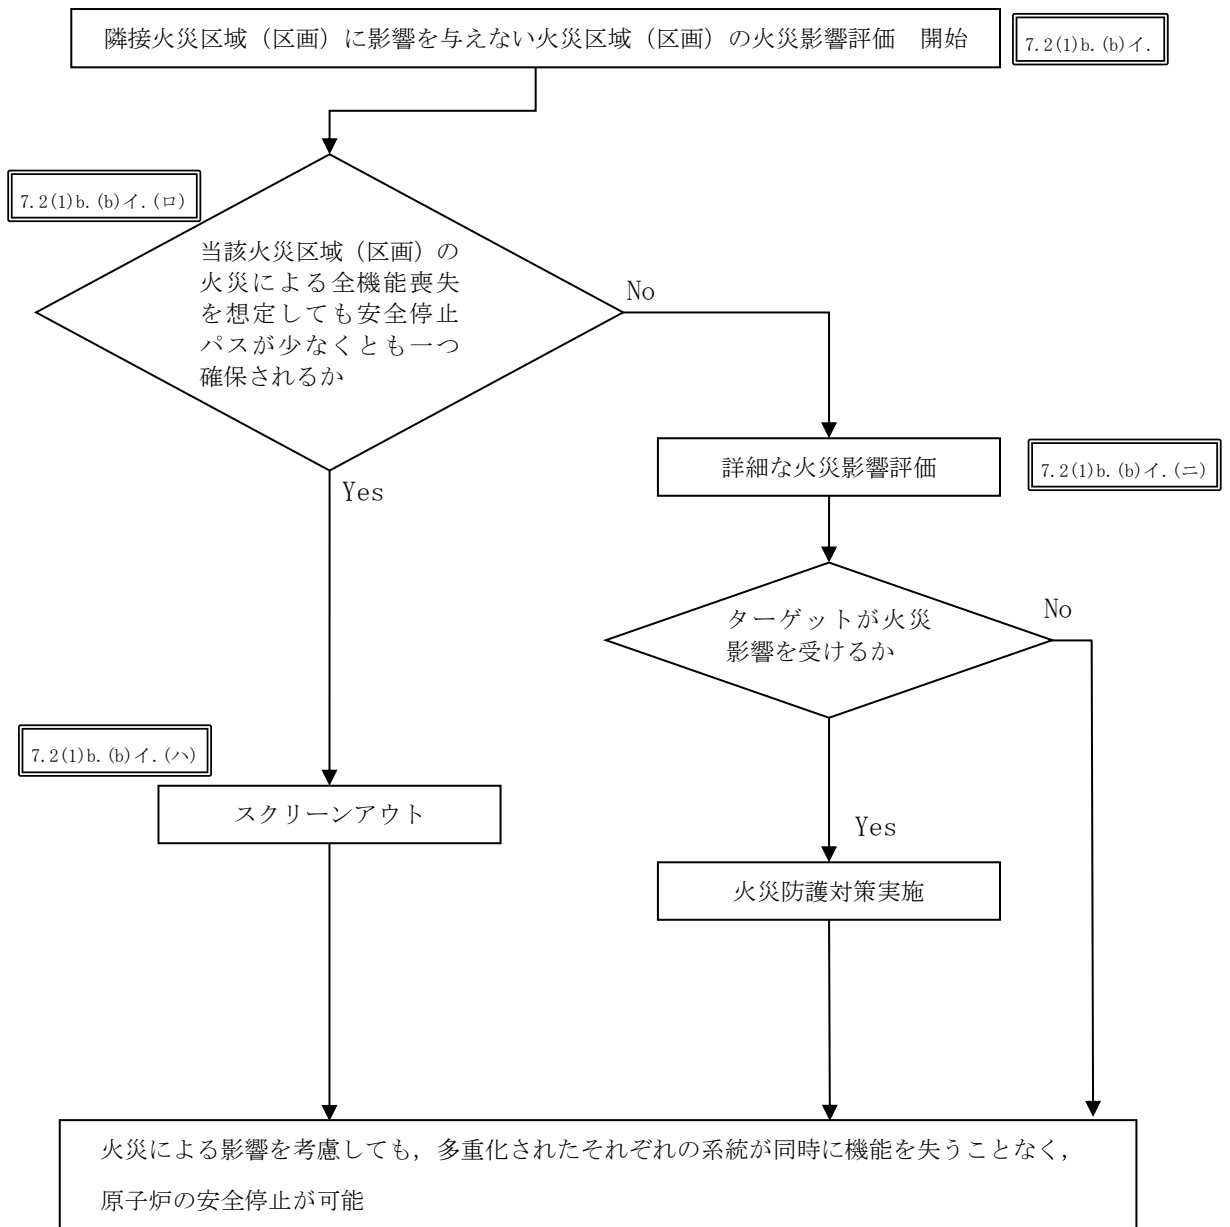 隣接火災区域（区画）に影響を与えない火災区域（区画）の火災影響評価　開始
7.2(1)b.(b)イ.
7.2(1)b.(b)イ.(ロ)
当該火災区域（区画）の
火災による全機能喪失
を想定しても安全停止
パスが少なくとも一つ
確保されるか
No
Yes
詳細な火災影響評価
7.2(1)b.(b)イ.(ニ)
ターゲットが火災
影響を受けるか
No
Yes
7.2(1)b.(b)イ.(ハ)
スクリーンアウト
火災防護対策実施
火災による影響を考慮しても，多重化されたそれぞれの系統が同時に機能を失うことなく，
原子炉の安全停止が可能